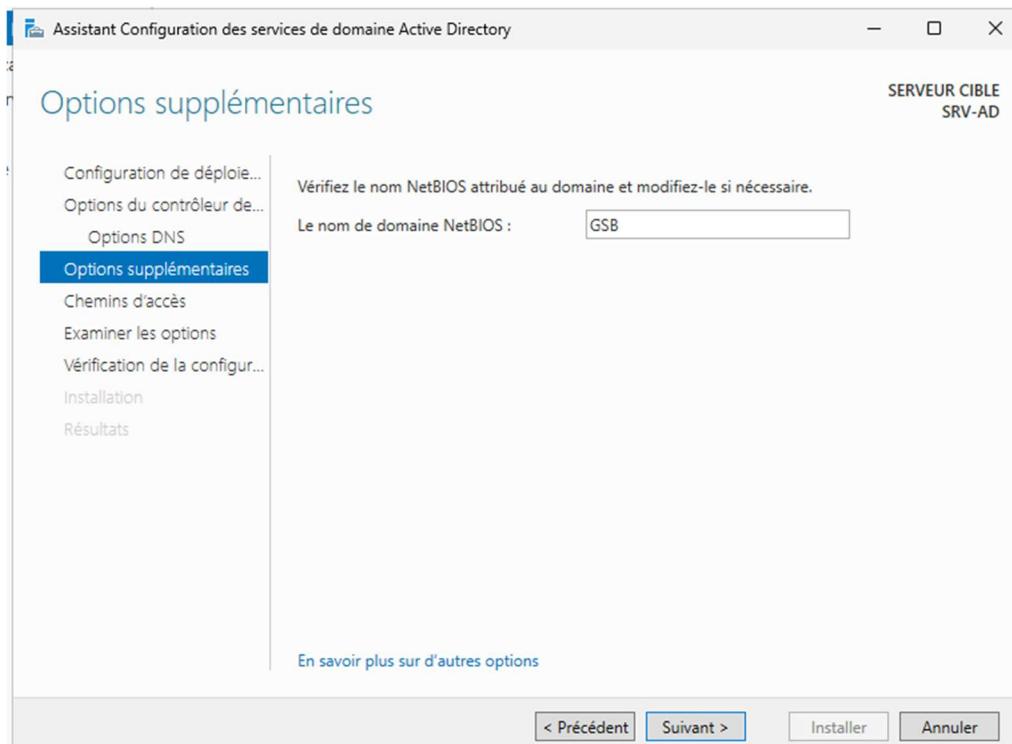 Assistant Configuration des services de domaine Active Directory
Options supplémentaires
SERVEUR CIBLE
SRV-AD
Configuration de déploie...
Options du contrôleur de...
Options DNS
Options supplémentaires
Chemins d'accès
Examiner les options
Vérification de la configur...
Installation
Résultats
Vérifiez le nom NetBIOS attribué au domaine et modifiez-le si nécessaire.
Le nom de domaine NetBIOS : GSB
En savoir plus sur d'autres options
< Précédent Suivant > Installer Annuler